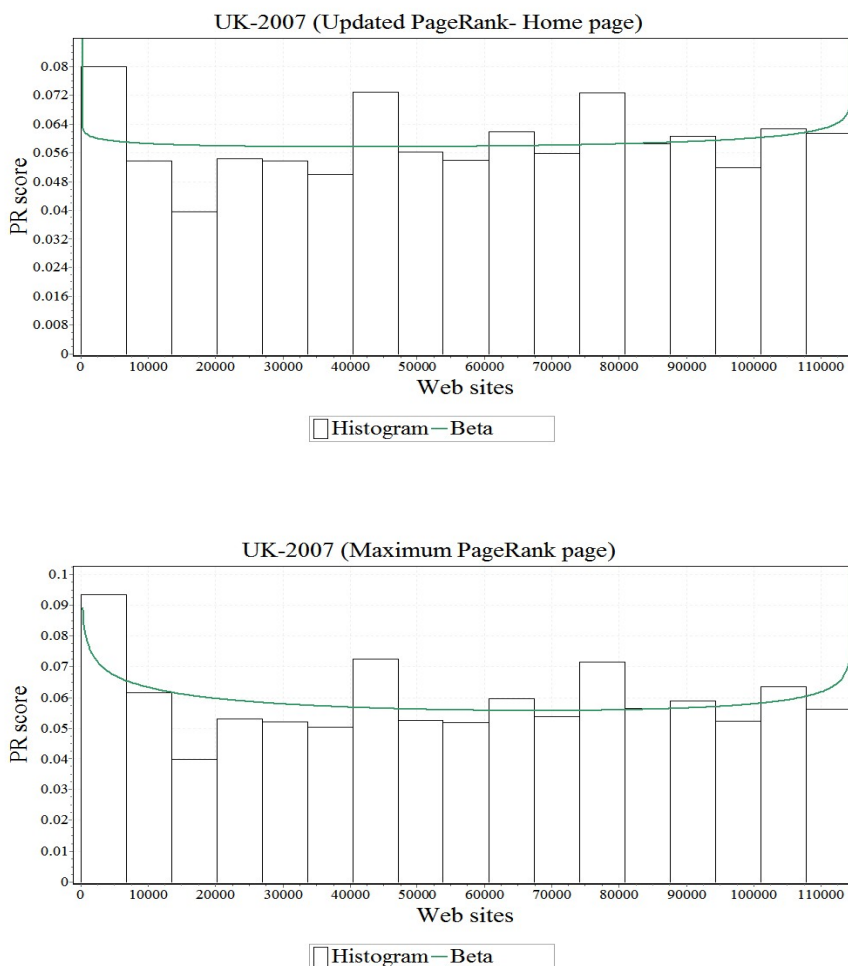 UK-2007 (Updated PageRank- Home page)
PR score
0.08
0.072
0.064
0.056
0.048
0.04
0.032
0.024
0.016
0.008
0
0 10000 20000 30000 40000 50000 60000 70000 80000 90000 100000 110000
Web sites
Histogram Beta
UK-2007 (Maximum PageRank page)
PR score
0.1
0.09
0.08
0.07
0.06
0.05
0.04
0.03
0.02
0.01
0
0 10000 20000 30000 40000 50000 60000 70000 80000 90000 100000 110000
Web sites
Histogram Beta